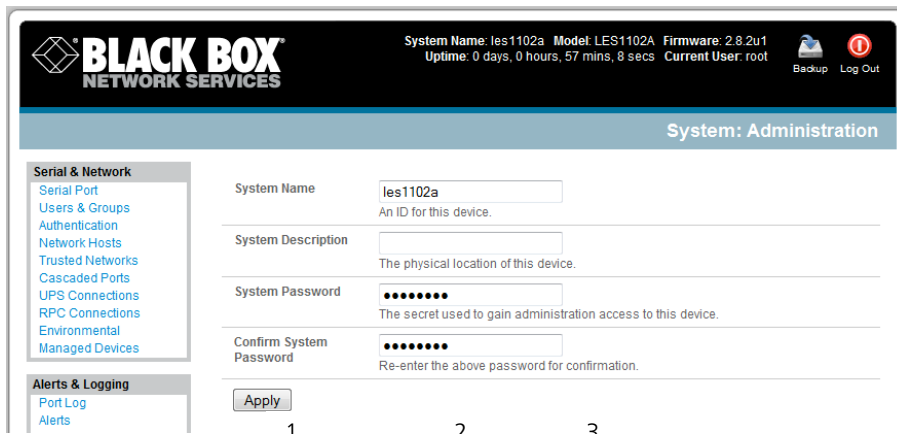 BLACK BOX®
NETWORK SERVICES
System Name: les1102a Model: LES1102A Firmware: 2.8.2u1
Uptime: 0 days, 0 hours, 57 mins, 8 secs Current User: root
Backup Log Out
System: Administration
Serial & Network
Serial Port
Users & Groups
Authentication
Network Hosts
Trusted Networks
Cascaded Ports
UPS Connections
RPC Connections
Environmental
Managed Devices
Alerts & Logging
Port Log
Alerts
System Name
les1102a
An ID for this device.
System Description
The physical location of this device.
System Password
••••••••
The secret used to gain administration access to this device.
Confirm System
Password
••••••••
Re-enter the above password for confirmation.
Apply
1 2 3